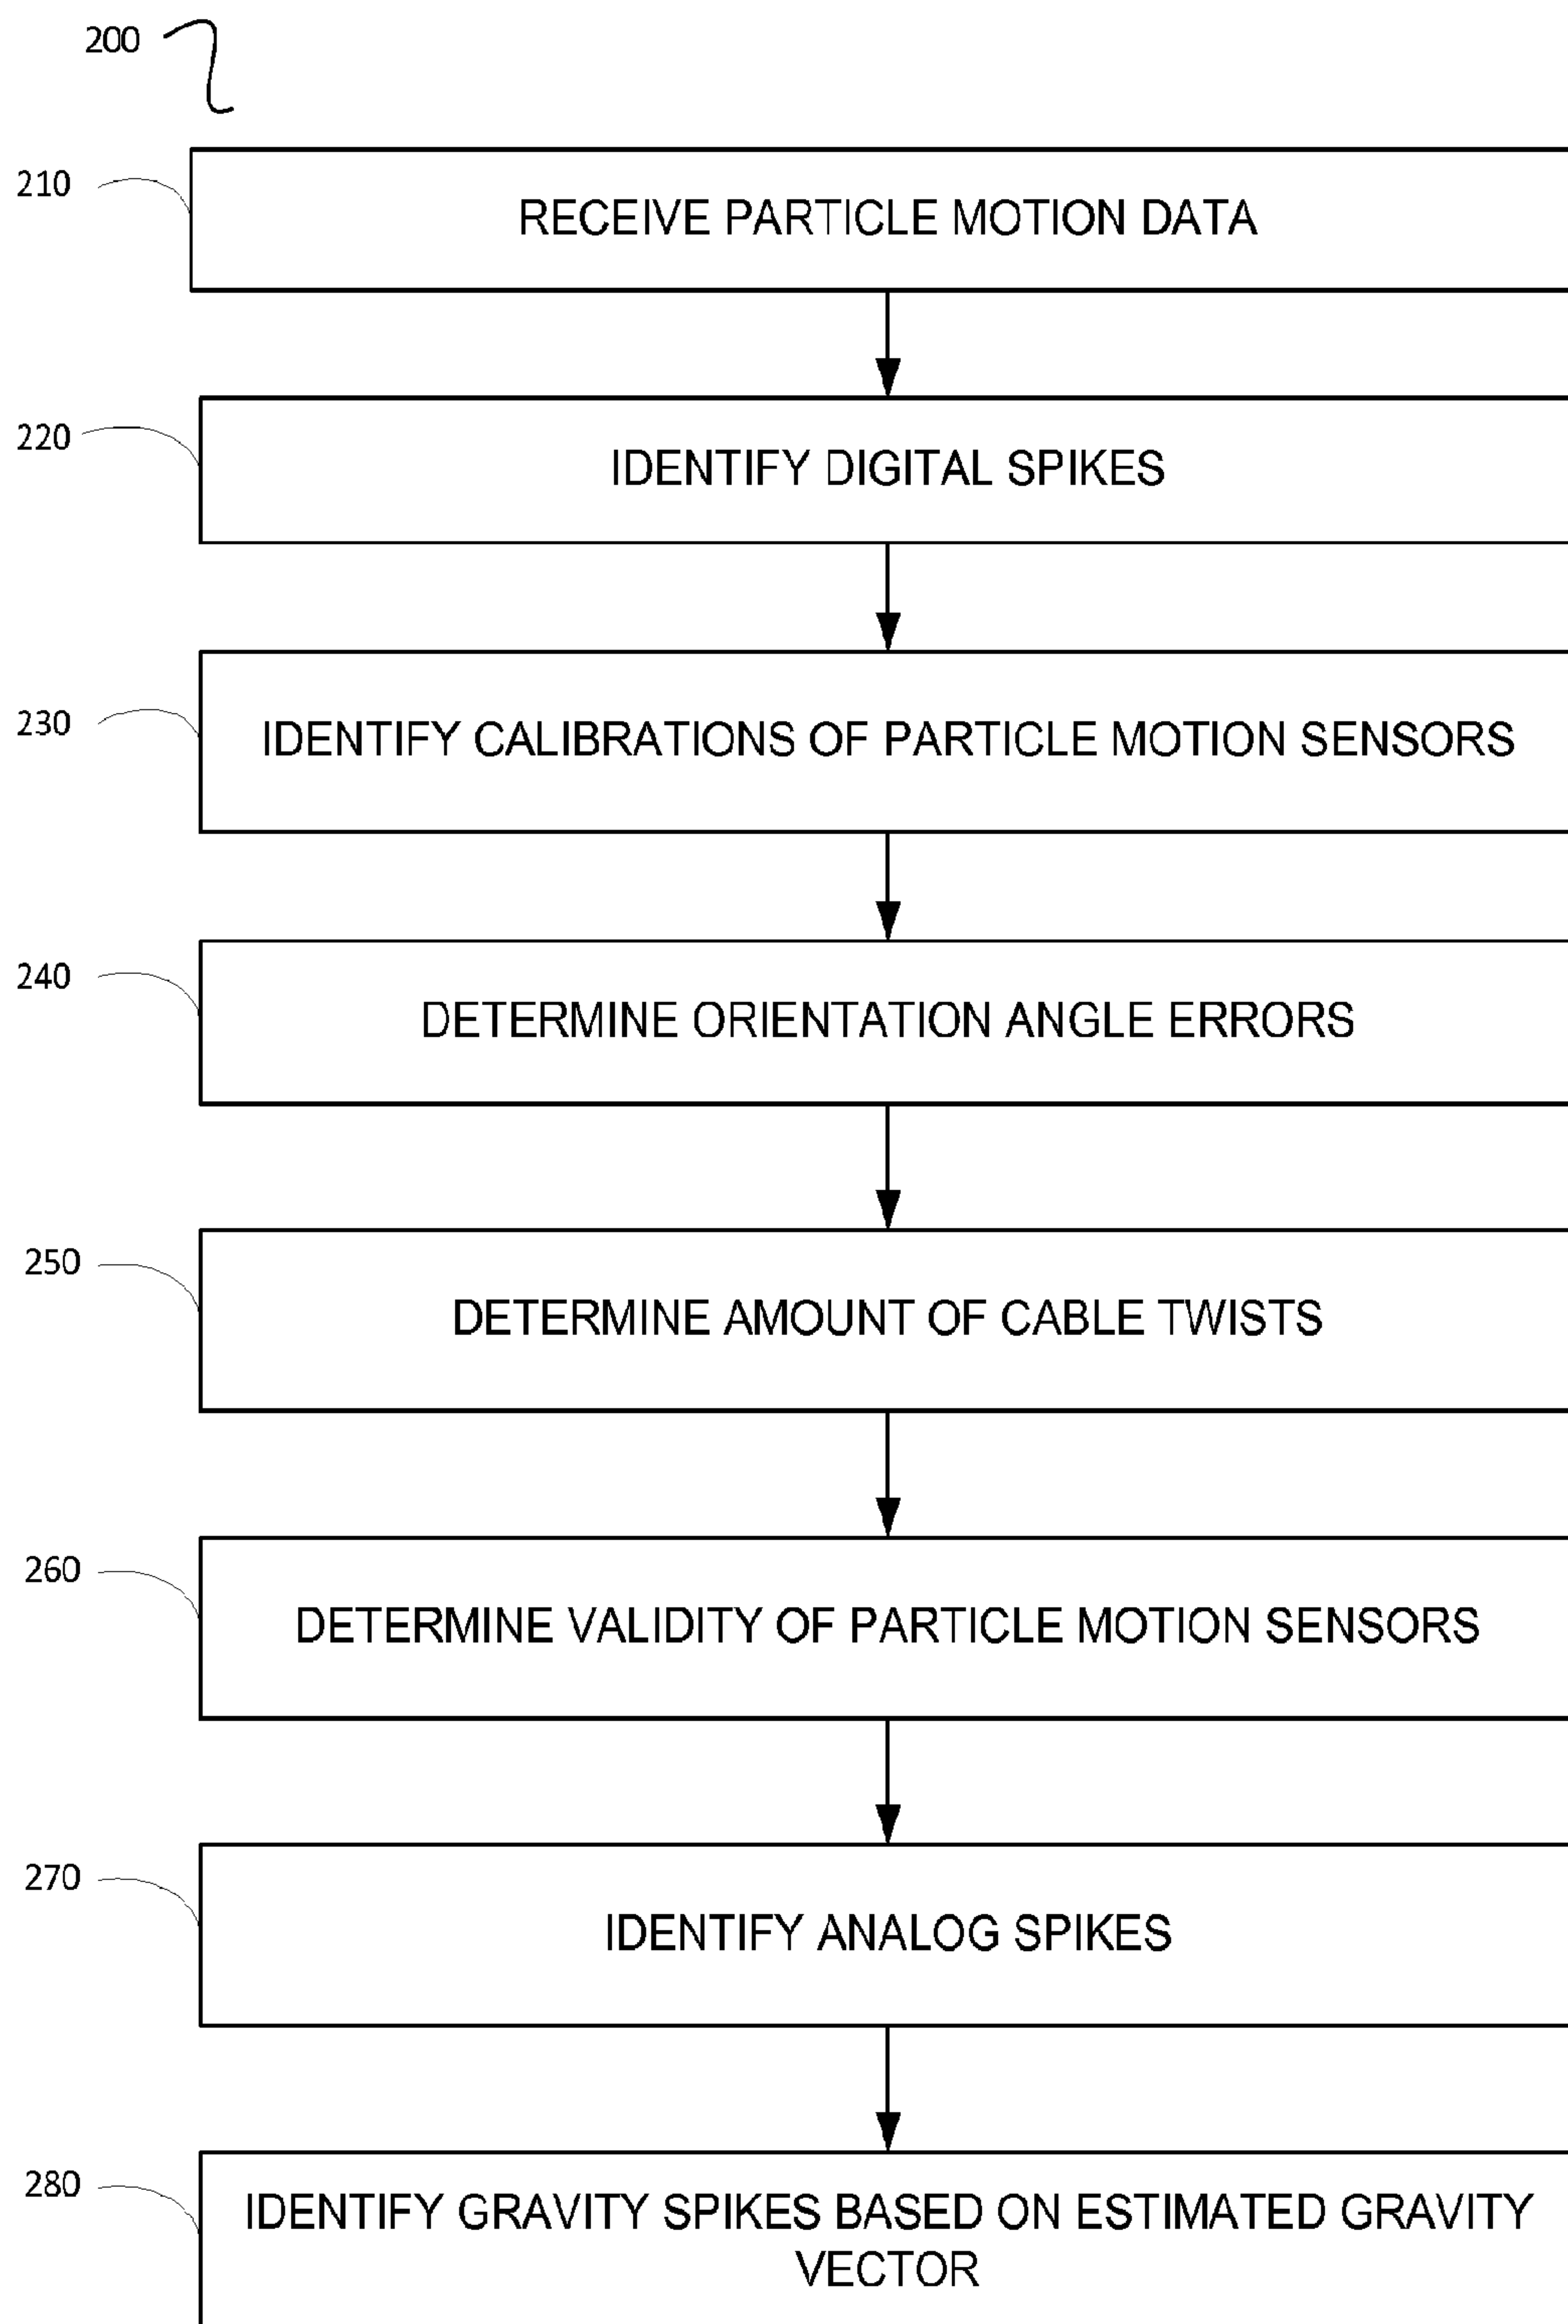 200
210
RECEIVE PARTICLE MOTION DATA
220
IDENTIFY DIGITAL SPIKES
230
IDENTIFY CALIBRATIONS OF PARTICLE MOTION SENSORS
240
DETERMINE ORIENTATION ANGLE ERRORS
250
DETERMINE AMOUNT OF CABLE TWISTS
260
DETERMINE VALIDITY OF PARTICLE MOTION SENSORS
270
IDENTIFY ANALOG SPIKES
280
IDENTIFY GRAVITY SPIKES BASED ON ESTIMATED GRAVITY
VECTOR